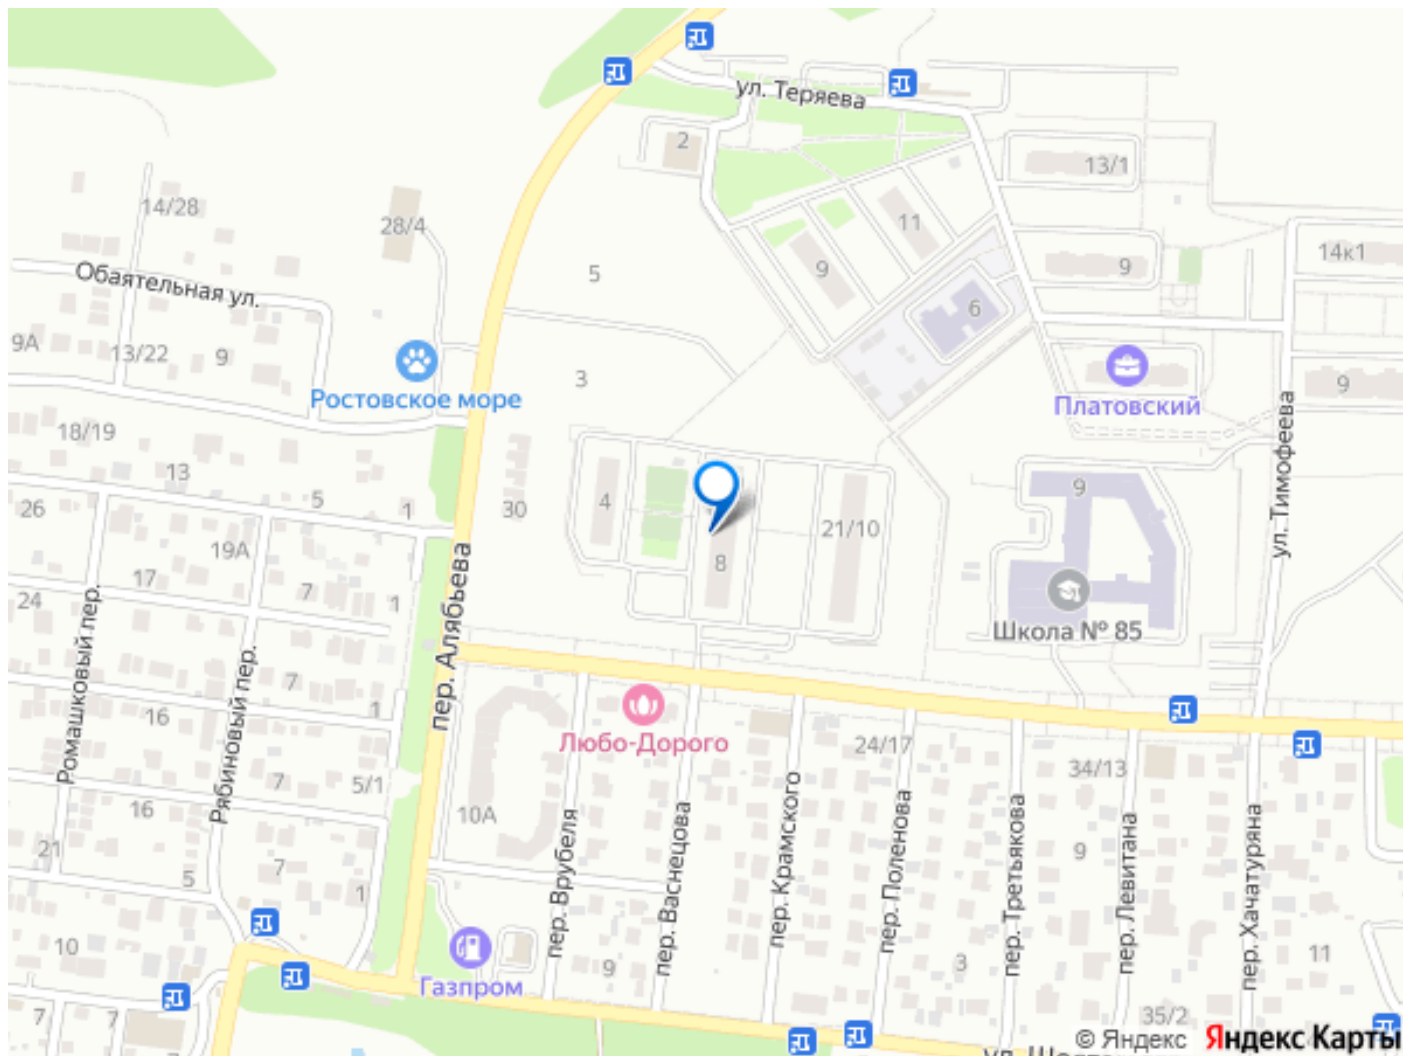 ул. Теряева
2
13/1
14/28
28/4
11
14к1
5
9
9
Обаятельная ул.
6
9А
13/22
9
3
9
Ростовское море
Платовский
18/19
13
5
26
1
30
4
21/10
9
ул. Тимофеева
19А
17
7
8
24
1
Ромашковый пер.
Школа № 85
пер. Алябьева
Рябиновый пер.
7
16
1
Любо-Дорого
24/17
34/13
7
5/1
16
10А
21
7
5
1
9
пер. Врубеля
пер. Васнецова
пер. Крамского
пер. Поленова
пер. Третьякова
пер. Левитана
пер. Хачатуряна
10
9
3
11
Газпром
7
7
35/2
© Яндекс
Яндекс Карты